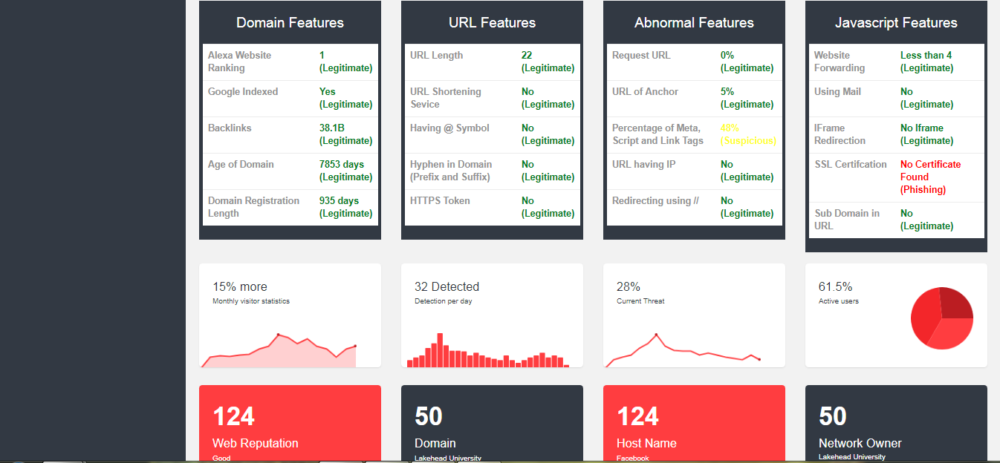 Domain Features
Alexa Website
Ranking
1
(Legitimate)
Google Indexed
Yes
(Legitimate)
Backlinks
38.1B
(Legitimate)
Age of Domain
7853 days
(Legitimate)
Domain Registration
Length
935 days
(Legitimate)
URL Features
URL Length
22
(Legitimate)
URL Shortening
Sevice
No
(Legitimate)
Having @ Symbol
No
(Legitimate)
Hyphen in Domain
(Prefix and Suffix)
No
(Legitimate)
HTTPS Token
No
(Legitimate)
Abnormal Features
Request URL
0%
(Legitimate)
URL of Anchor
5%
(Legitimate)
Percentage of Meta,
Script and Link Tags
48%
(Suspicious)
URL having IP
No
(Legitimate)
Redirecting using //
No
(Legitimate)
Javascript Features
Website
Forwarding
Less than 4
(Legitimate)
Using Mail
No
(Legitimate)
IFrame
Redirection
No Iframe
(Legitimate)
SSL Certifcation
No Certificate
Found
(Phishing)
Sub Domain in
URL
No
(Legitimate)
15% more
Monthly visitor statistics
32 Detected
Detection per day
28%
Current Threat
61.5%
Active users
124
Web Reputation
Good
50
Domain
Lakehead University
124
Host Name
Facebook
50
Network Owner
Lakehead University